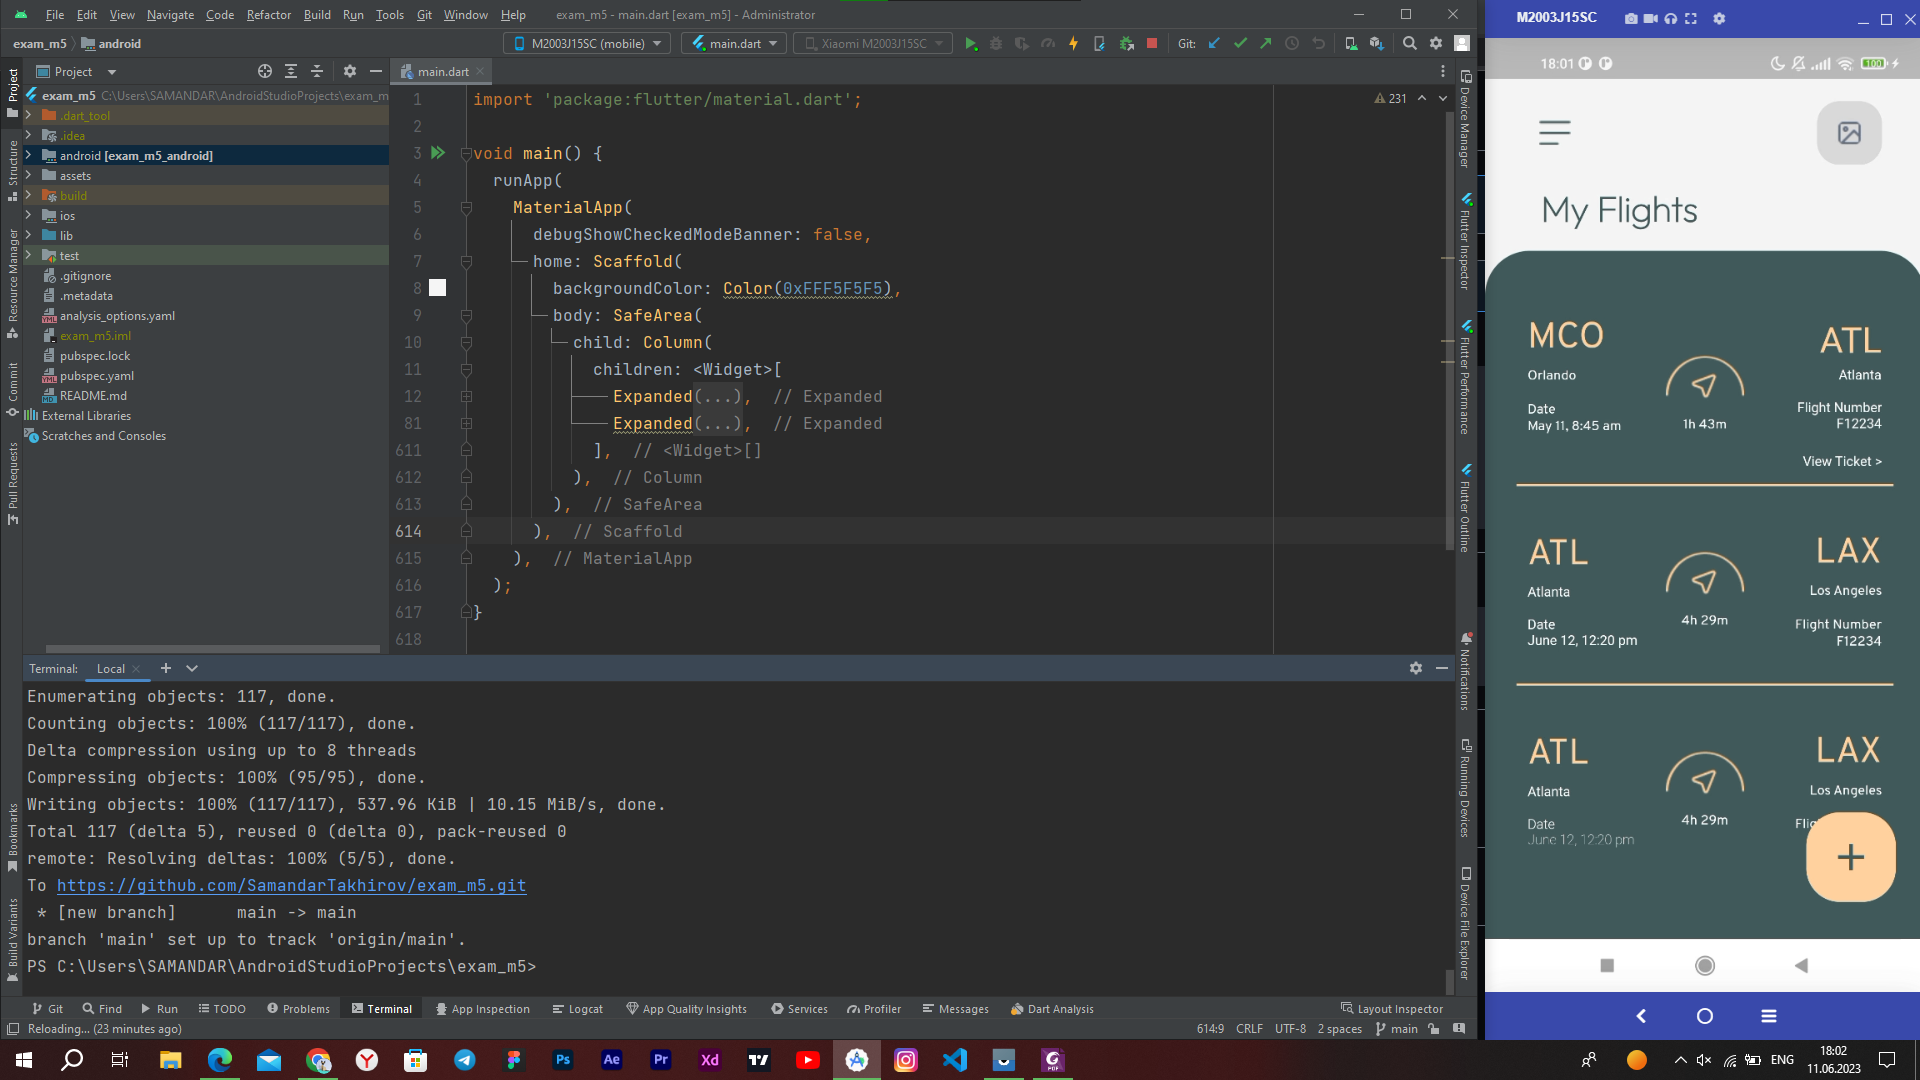 File Edit View Navigate Code Refactor Build Run Tools Git Window Help exam_m5 - main.dart [exam_m5] - Administrator
exam_m5 android M2003J15SC (mobile) main.dart Xiaomi M2003J15SC Git:
Project
main.dart
exam_m5 C:\Users\SAMANDAR\AndroidStudioProjects\exam_m
.dart_tool
.idea
android [exam_m5_android]
assets
build
ios
lib
test
.gitignore
.metadata
analysis_options.yaml
exam_m5.iml
pubspec.lock
pubspec.yaml
README.md
External Libraries
Scratches and Consoles
Project
Structure
Resource Manager
Commit
Pull Requests
Bookmarks
Build Variants
231
1 import 'package:flutter/material.dart';
2
3 void main() {
4 runApp(
5 MaterialApp(
6 debugShowCheckedModeBanner: false,
7 home: Scaffold(
8 backgroundColor: Color(0xFFF5F5F5),
9 body: SafeArea(
10 child: Column(
11 children: <Widget>[
12 Expanded(...), // Expanded
81 Expanded(...), // Expanded
611 ], // <Widget>[]
612 ), // Column
613 ), // SafeArea
614 ), // Scaffold
615 ), // MaterialApp
616 );
617 }
618
Device Manager
Flutter Inspector
Flutter Performance
Flutter Outline
Notifications
Running Devices
Device File Explorer
Terminal: Local
Enumerating objects: 117, done.
Counting objects: 100% (117/117), done.
Delta compression using up to 8 threads
Compressing objects: 100% (95/95), done.
Writing objects: 100% (117/117), 537.96 KiB | 10.15 MiB/s, done.
Total 117 (delta 5), reused 0 (delta 0), pack-reused 0
remote: Resolving deltas: 100% (5/5), done.
To https://github.com/SamandarTakhirov/exam_m5.git
* [new branch] main -> main
branch 'main' set up to track 'origin/main'.
PS C:\Users\SAMANDAR\AndroidStudioProjects\exam_m5>
Git Find Run TODO Problems Terminal App Inspection Logcat App Quality Insights Services Profiler Messages Dart Analysis Layout Inspector
Reloading... (23 minutes ago) 614:9 CRLF UTF-8 2 spaces main
M2003J15SC
18:01 100
My Flights
MCO ATL
Orlando Atlanta
Date Flight Number
May 11, 8:45 am 1h 43m F12234
View Ticket >
ATL LAX
Atlanta Los Angeles
4h 29m
Date Flight Number
June 12, 12:20 pm F12234
ATL LAX
Atlanta Los Angeles
4h 29m
Date Flig
June 12, 12:20 pm
+
Ps Ae Pr Xd ENG 18:02
11.06.2023